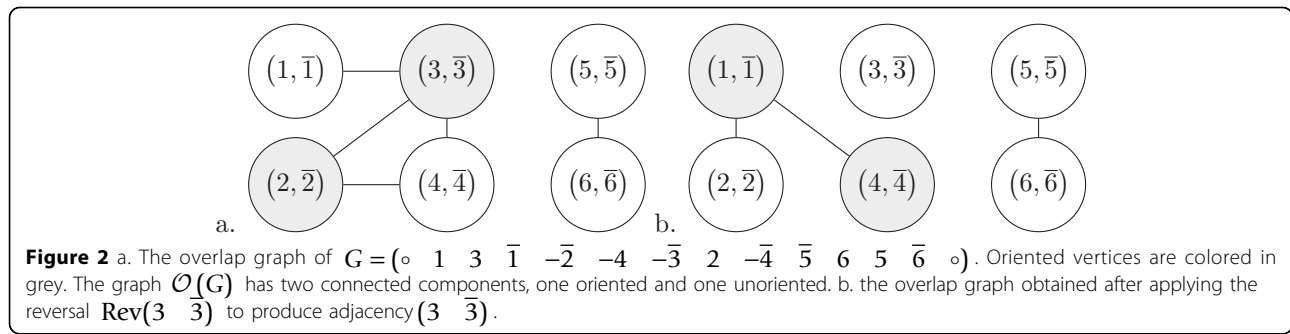 (1, 1̅) (3, 3̅) (5, 5̅) (1, 1̅) (3, 3̅) (5, 5̅)
(2, 2̅) (4, 4̅) (6, 6̅) (2, 2̅) (4, 4̅) (6, 6̅)
a. b.
Figure 2 a. The overlap graph of G = (∘ 1 3 1̅ −2̅ −4 −3̅ 2 −4̅ 5̅ 6 5 6̅ ∘). Oriented vertices are colored in
grey. The graph 𝒪(G) has two connected components, one oriented and one unoriented. b. the overlap graph obtained after applying the
reversal Rev(3 3̅) to produce adjacency (3 3̅).